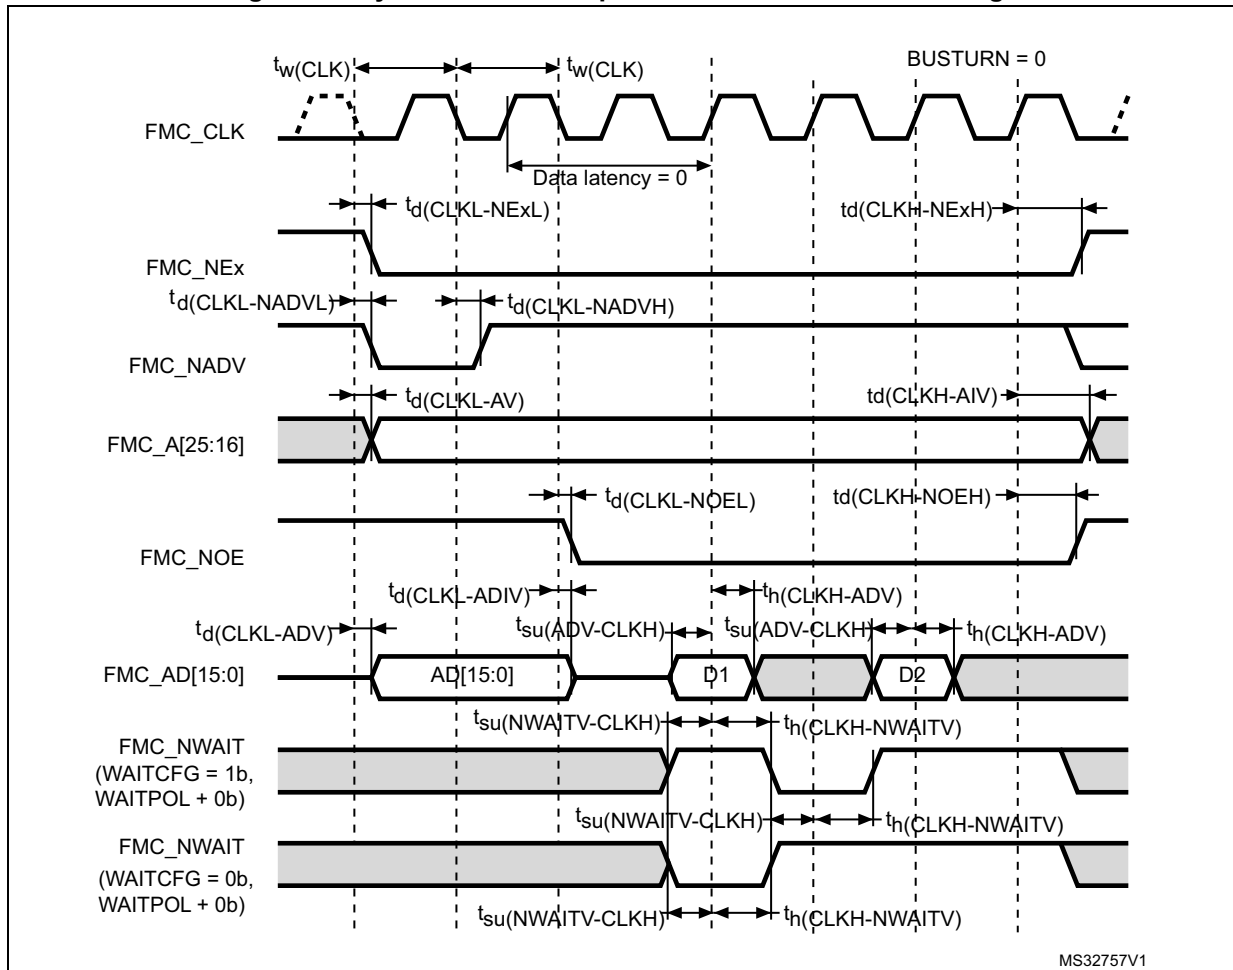 BUSTURN = 0
tw(CLK) tw(CLK)
FMC_CLK
Data latency = 0
td(CLKL-NExL) td(CLKH-NExH)
FMC_NEx
td(CLKL-NADVL) td(CLKL-NADVH)
FMC_NADV
td(CLKL-AV) td(CLKH-AIV)
FMC_A[25:16]
td(CLKL-NOEL) td(CLKH-NOEH)
FMC_NOE
td(CLKL-ADIV) th(CLKH-ADV)
td(CLKL-ADV) tsu(ADV-CLKH) tsu(ADV-CLKH) th(CLKH-ADV)
FMC_AD[15:0] AD[15:0] D1 D2
tsu(NWAITV-CLKH) th(CLKH-NWAITV)
FMC_NWAIT
(WAITCFG = 1b,
WAITPOL + 0b)
tsu(NWAITV-CLKH) th(CLKH-NWAITV)
FMC_NWAIT
(WAITCFG = 0b,
WAITPOL + 0b)
tsu(NWAITV-CLKH) th(CLKH-NWAITV)
MS32757V1